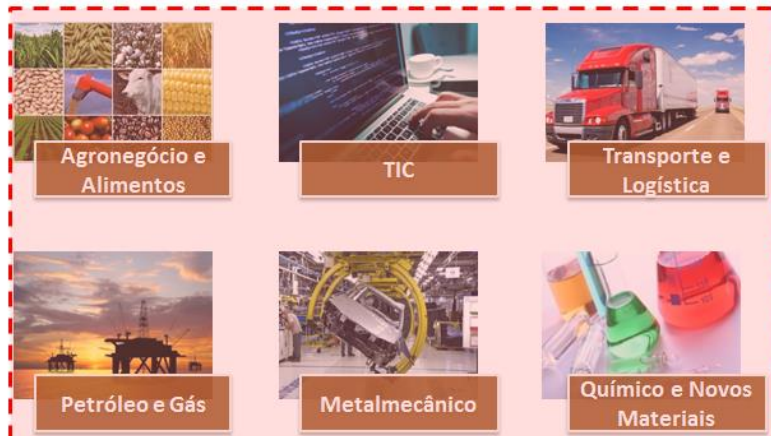 Agronegócio e
Alimentos
TIC
Transporte e
Logística
Petróleo e Gás
Metalmecânico
Químico e Novos
Materiais